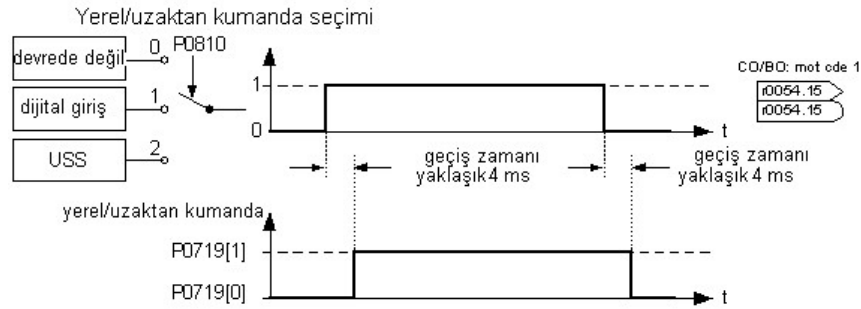 Yerel/uzaktan kumanda seçimi
devrede değil
0
P0810
dijital giriş
1
USS
2
1
0
t
CO/BO: mot cde 1
r0054.15
r0054.15
geçiş zamanı
yaklaşık 4 ms
geçiş zamanı
yaklaşık 4 ms
yerel/uzaktan kumanda
P0719[1]
P0719[0]
t